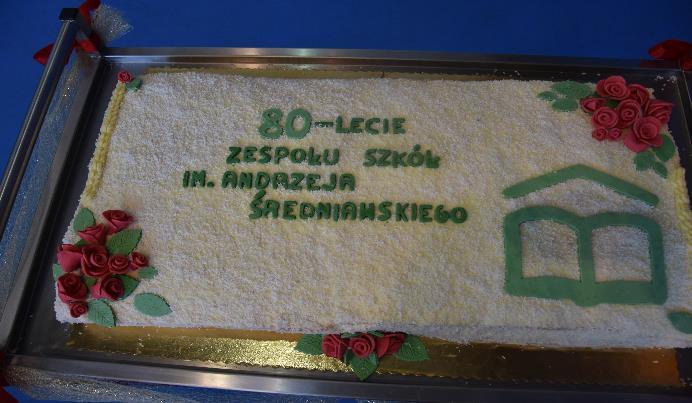 80-LECIE
ZESPOŁU SZKÓŁ
IM. ANDRZEJA
ŚREDNIAWSKIEGO